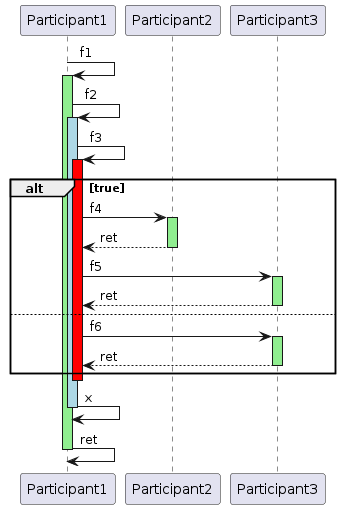 Participant1 Participant2 Participant3
f1
f2
f3
alt [true]
f4
ret
f5
ret
f6
ret
x
ret
Participant1 Participant2 Participant3